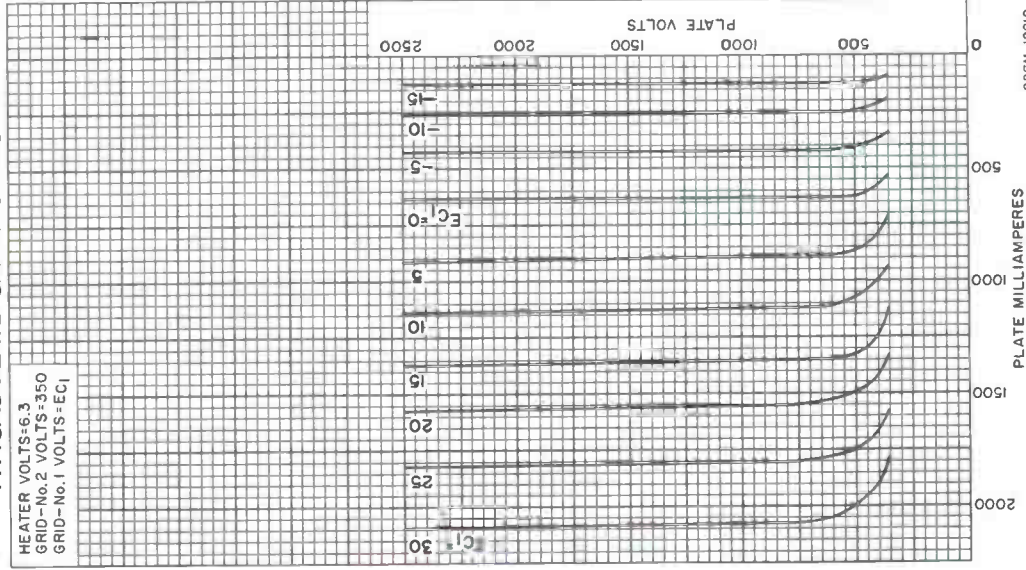 PLATE VOLTS
2500
2000
1500
1000
500
0
-15
-10
-5
EC1=0
5
10
15
20
25
EC1=
30
500
1000
1500
2000
PLATE MILLIAMPERES
HEATER VOLTS=6.3
GRID-No.2 VOLTS=350
GRID-No.1 VOLTS=EC1